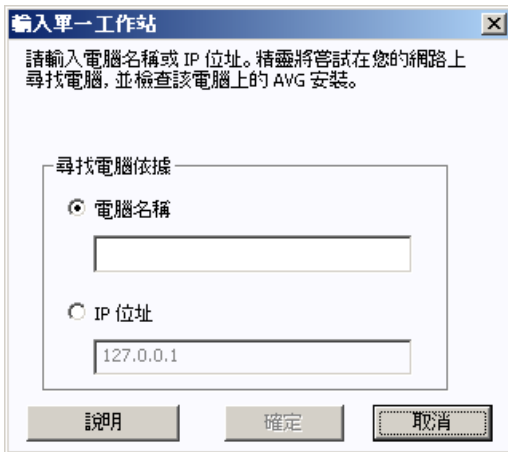 輸入單一工作站
請輸入電腦名稱或 IP 位址。精靈將嘗試在您的網路上
尋找電腦, 並檢查該電腦上的 AVG 安裝。
尋找電腦依據
電腦名稱
IP 位址
127.0.0.1
說明
確定
取消